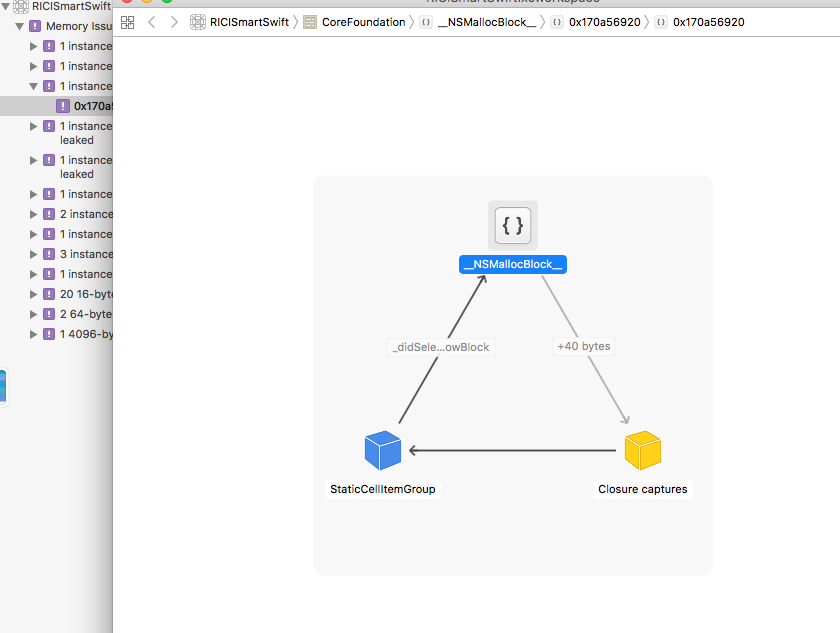 RICISmartSwift
RICISmartSwift CoreFoundation __NSMallocBlock__ 0x170a56920 0x170a56920
Memory Issu
1 instance
1 instance
1 instance
0x170a5
1 instance
leaked
1 instance
leaked
1 instance
2 instance
1 instance
3 instance
1 instance
20 16-byte
2 64-byte
1 4096-by
{ }
__NSMallocBlock__
_didSele...owBlock
+40 bytes
StaticCellItemGroup
Closure captures